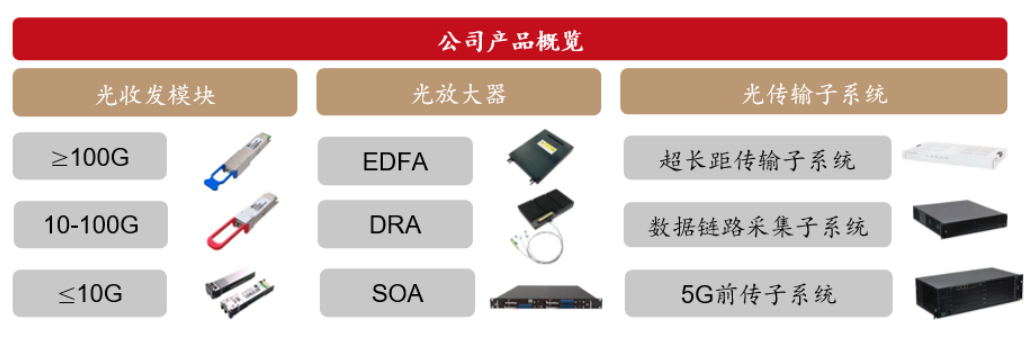 公司产品概览
光收发模块
光放大器
光传输子系统
≥100G
EDFA
超长距传输子系统
10-100G
DRA
数据链路采集子系统
≤10G
SOA
5G前传子系统